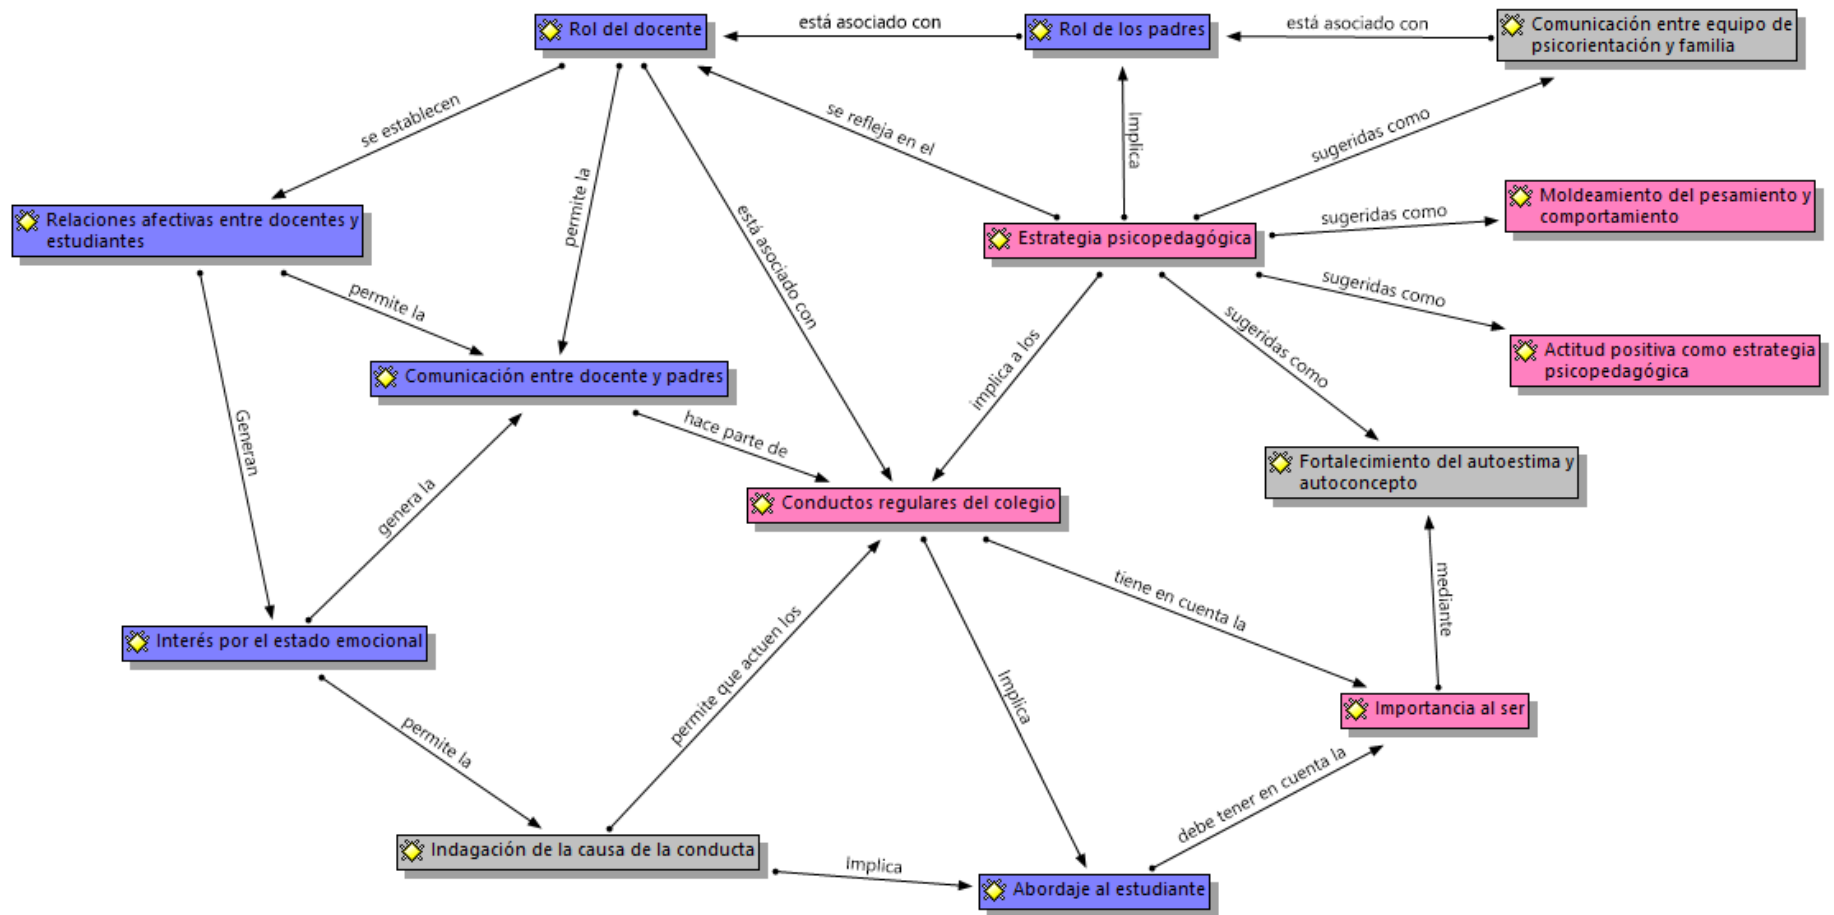 Rol del docente
está asociado con
Rol de los padres
está asociado con
Comunicación entre equipo de
psicorientación y familia
se establecen
permite la
está asociado con
se refleja en el
Implica
sugeridas como
Relaciones afectivas entre docentes y
estudiantes
Estrategia psicopedagógica
sugeridas como
Moldeamiento del pesamiento y
comportamiento
sugeridas como
Actitud positiva como estrategia
psicopedagógica
permite la
Generan
Comunicación entre docente y padres
implica a los
sugeridas como
hace parte de
genera la
Fortalecimiento del autoestima y
autoconcepto
Conductos regulares del colegio
tiene en cuenta la
mediante
Interés por el estado emocional
permite que actuen los
Implica
Importancia al ser
permite la
debe tener en cuenta la
Indagación de la causa de la conducta
Implica
Abordaje al estudiante